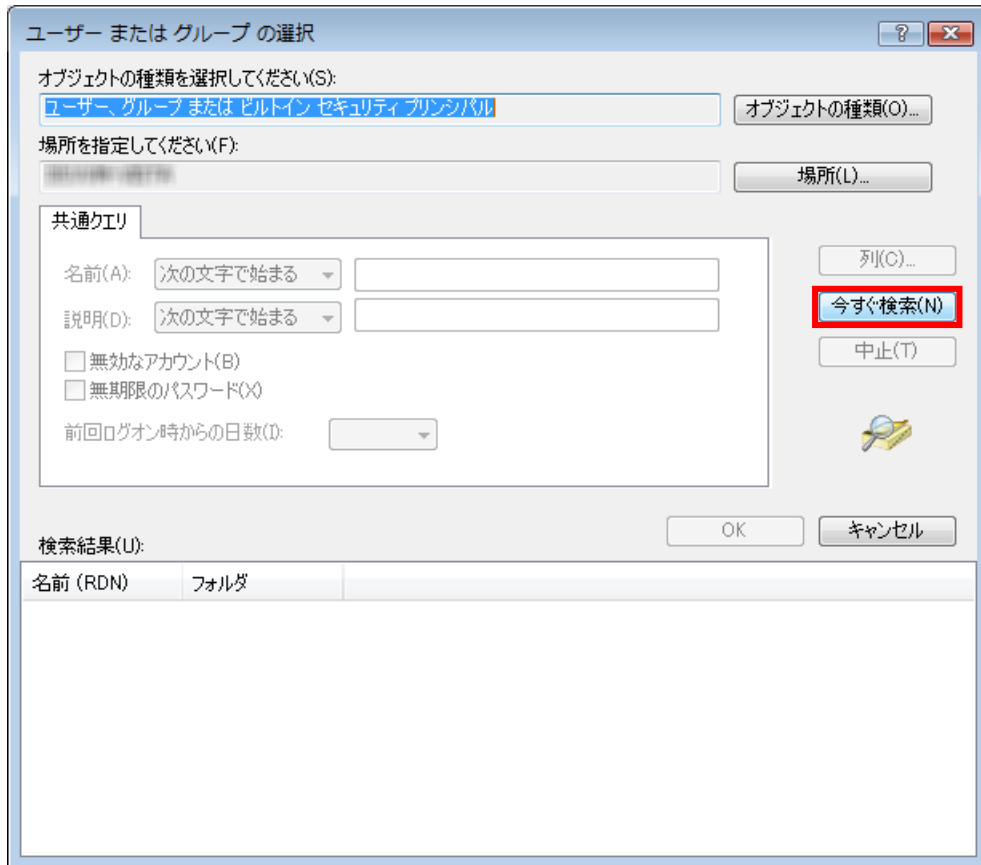 ユーザー または グループ の選択
オブジェクトの種類を選択してください(S):
ユーザー、グループ または ビルトイン セキュリティ プリンシパル
オブジェクトの種類(O)...
場所を指定してください(F):
場所(L)...
共通クエリ
名前(A):
次の文字で始まる
列(C)...
説明(D):
次の文字で始まる
今すぐ検索(N)
無効なアカウント(B)
中止(T)
無期限のパスワード(X)
前回ログオン時からの日数(I):
OK
キャンセル
検索結果(U):
名前 (RDN)
フォルダ